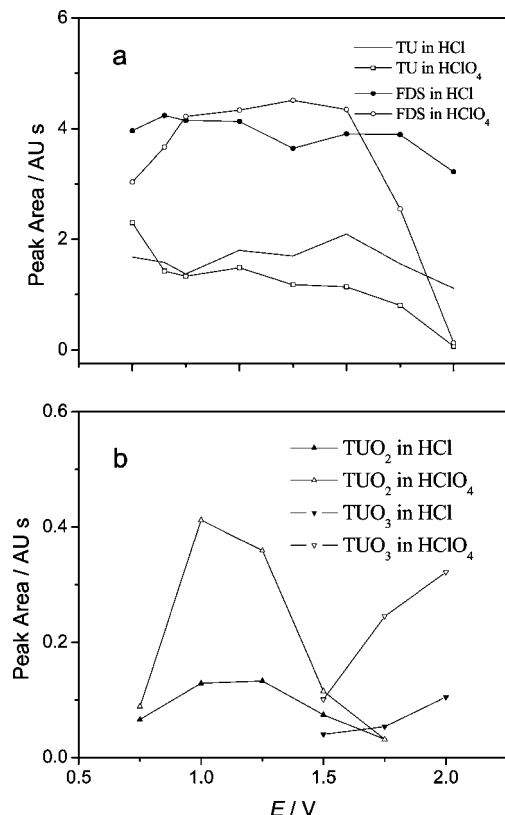 a
TU in HCl
TU in HClO₄
FDS in HCl
FDS in HClO₄
6
4
2
0
Peak Area / AU s
b
TUO₂ in HCl
TUO₂ in HClO₄
TUO₃ in HCl
TUO₃ in HClO₄
0.6
0.4
0.2
0.0
Peak Area / AU s
0.5 1.0 1.5 2.0
E / V